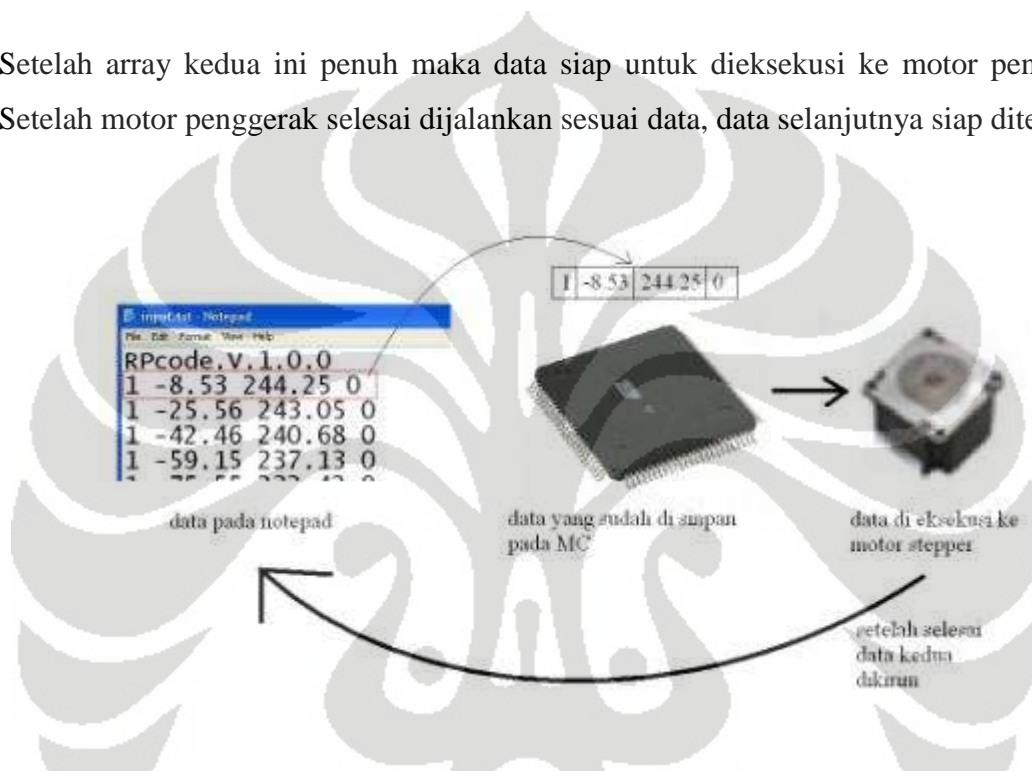 Setelah array kedua ini penuh maka data siap untuk dieksekusi ke motor pen
Setelah motor penggerak selesai dijalankan sesuai data, data selanjutnya siap dite
1 -8.53 244.25 0
input.txt - Notepad
File Edit Format View Help
RPcode.V.1.0.0
1 -8.53 244.25 0
1 -25.56 243.05 0
1 -42.46 240.68 0
1 -59.15 237.13 0
data pada notepad
data yang sudah di simpan
pada MC
data di eksekusi ke
motor stepper
setelah selesai
data kedua
dikirim